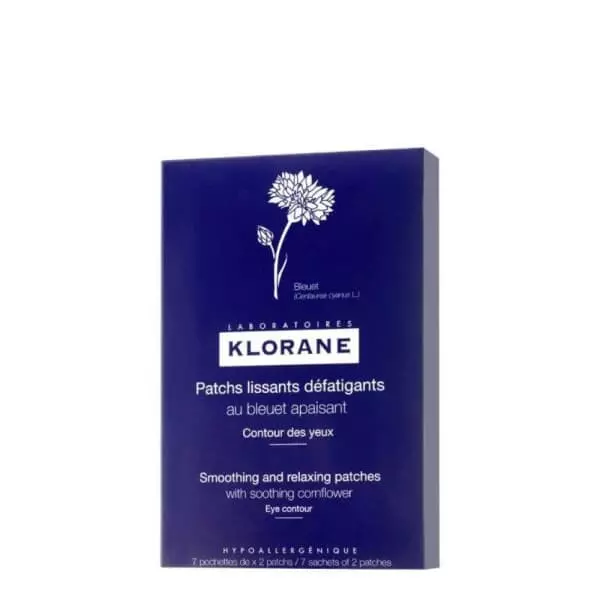 Bleuet
(Centaurea cyanus L.)
LABORATOIRES
KLORANE
Patchs lissants défatigants
au bleuet apaisant
Contour des yeux
Smoothing and relaxing patches
with soothing cornflower
Eye contour
HYPOALLERGÉNIQUE
7 pochettes de x 2 patchs / 7 sachets of 2 patches